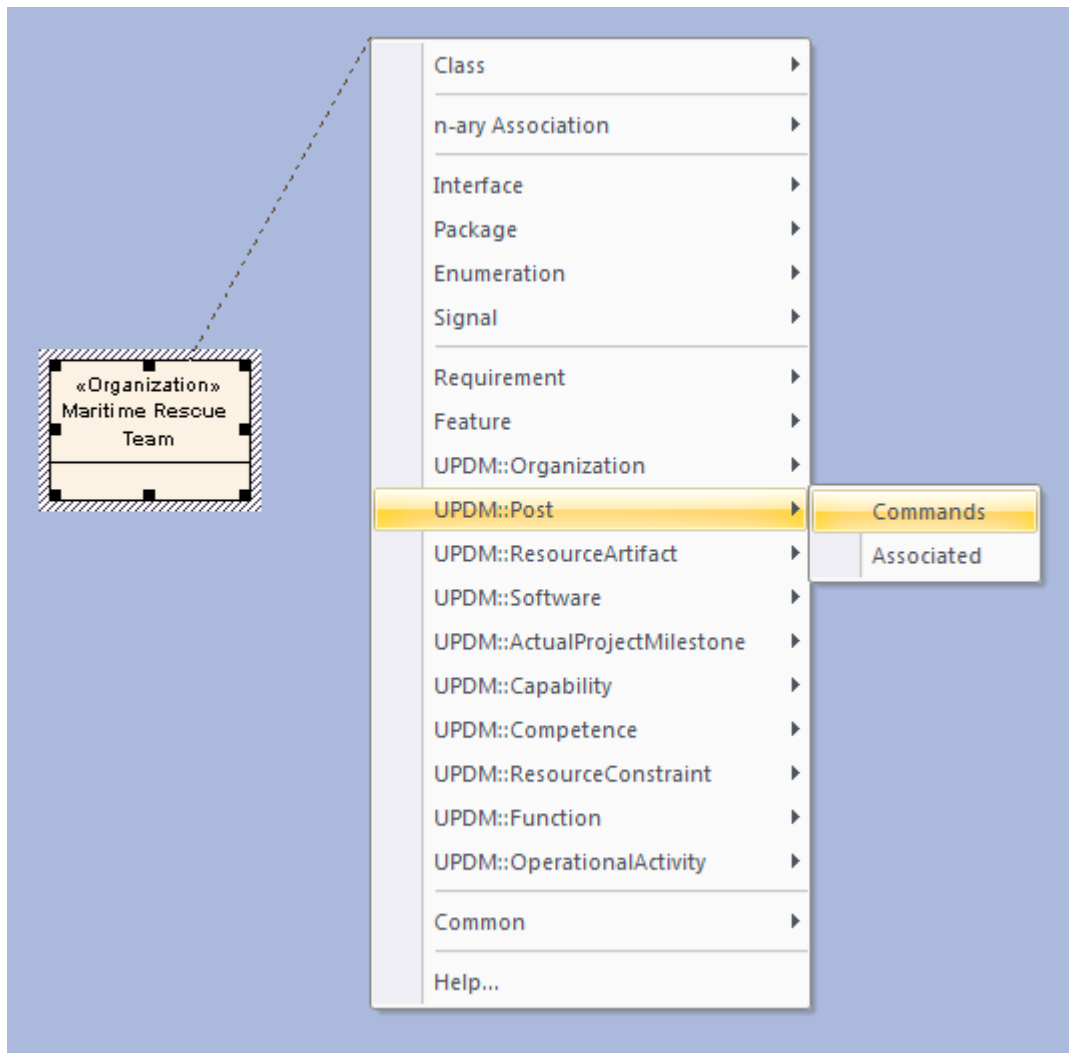 Class
n-ary Association
Interface
Package
Enumeration
Signal
«Organization»
Maritime Rescue
Team
Requirement
Feature
UPDM::Organization
UPDM::Post
Commands
UPDM::ResourceArtifact
Associated
UPDM::Software
UPDM::ActualProjectMilestone
UPDM::Capability
UPDM::Competence
UPDM::ResourceConstraint
UPDM::Function
UPDM::OperationalActivity
Common
Help...